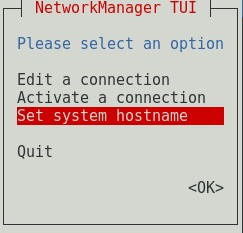 NetworkManager TUI
Please select an option
Edit a connection
Activate a connection
Set system hostname
Quit
<OK>